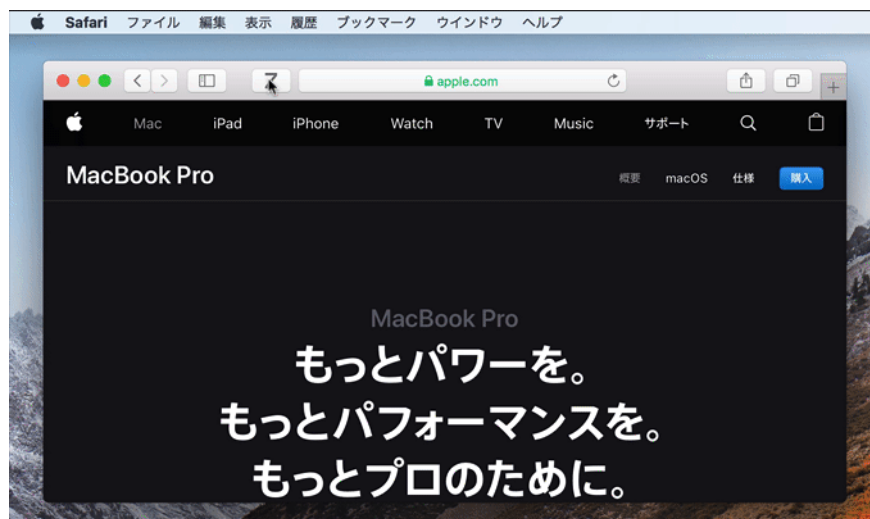 Safari ファイル 編集 表示 履歴 ブックマーク ウインドウ ヘルプ
apple.com
Mac iPad iPhone Watch TV Music サポート
MacBook Pro 概要 macOS 仕様 購入
MacBook Pro
もっとパワーを。
もっとパフォーマンスを。
もっとプロのために。